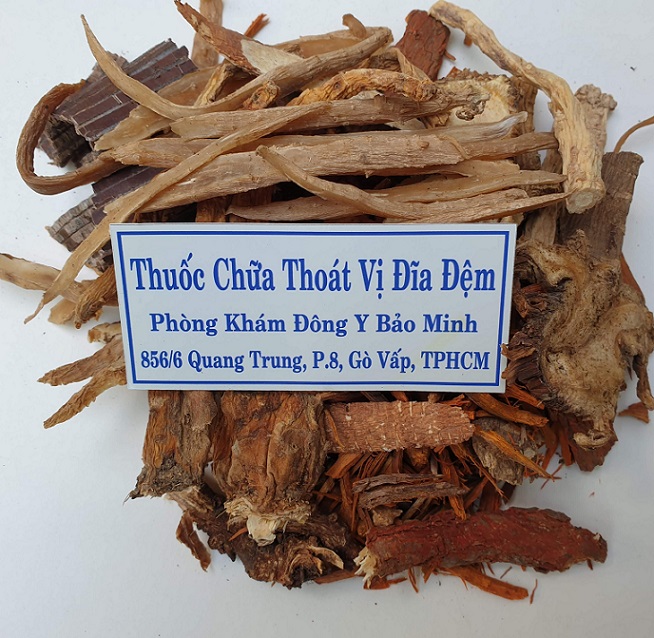 Thuốc Chữa Thoát Vị Đĩa Đệm
Phòng Khám Đông Y Bảo Minh
856/6 Quang Trung, P.8, Gò Vấp, TPHCM